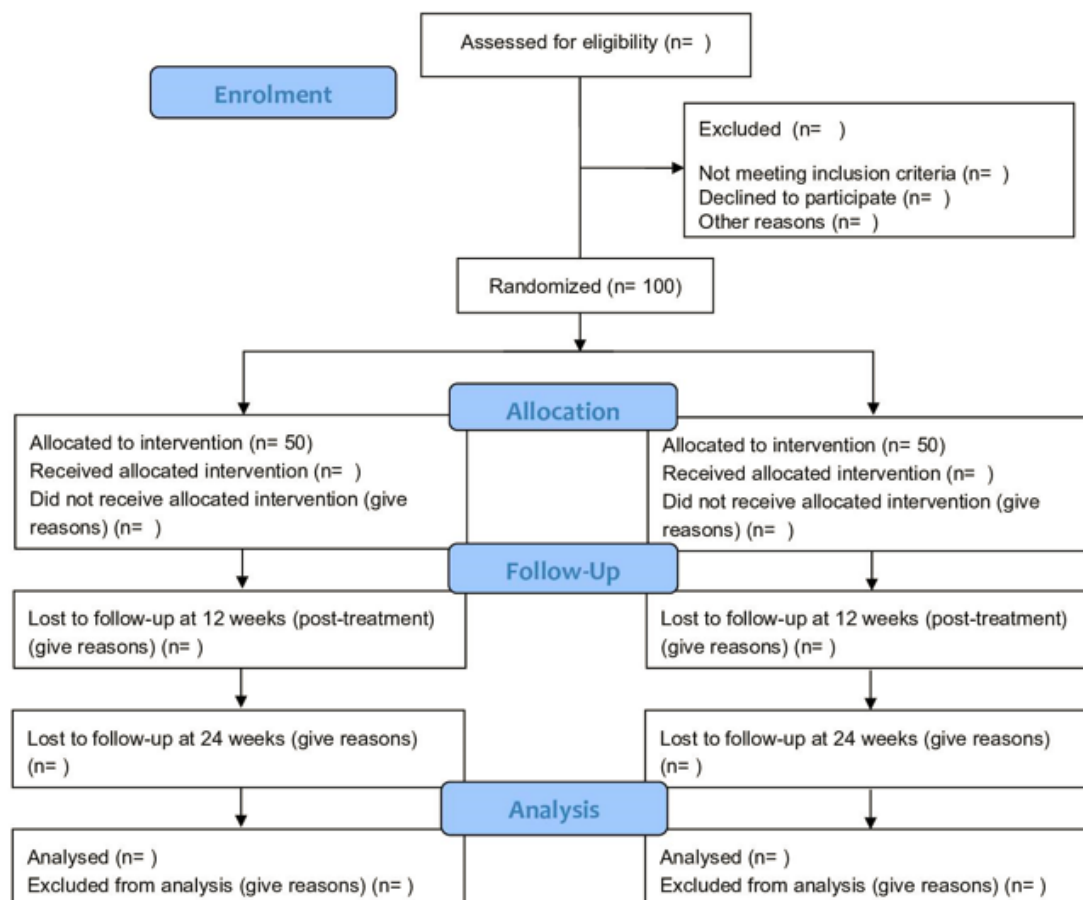 Assessed for eligibility (n=  )
Enrolment
Excluded  (n=   )
Not meeting inclusion criteria (n=  )
Declined to participate (n=  )
Other reasons (n=  )
Randomized (n= 100)
Allocation
Allocated to intervention (n= 50)
Received allocated intervention (n=  )
Did not receive allocated intervention (give
reasons) (n=  )
Allocated to intervention (n= 50)
Received allocated intervention (n=  )
Did not receive allocated intervention (give
reasons) (n=  )
Follow-Up
Lost to follow-up at 12 weeks (post-treatment)
(give reasons) (n= )
Lost to follow-up at 12 weeks (post-treatment)
(give reasons) (n= )
Lost to follow-up at 24 weeks (give reasons)
(n= )
Lost to follow-up at 24 weeks (give reasons)
(n= )
Analysis
Analysed (n= )
Excluded from analysis (give reasons) (n= )
Analysed (n= )
Excluded from analysis (give reasons) (n= )